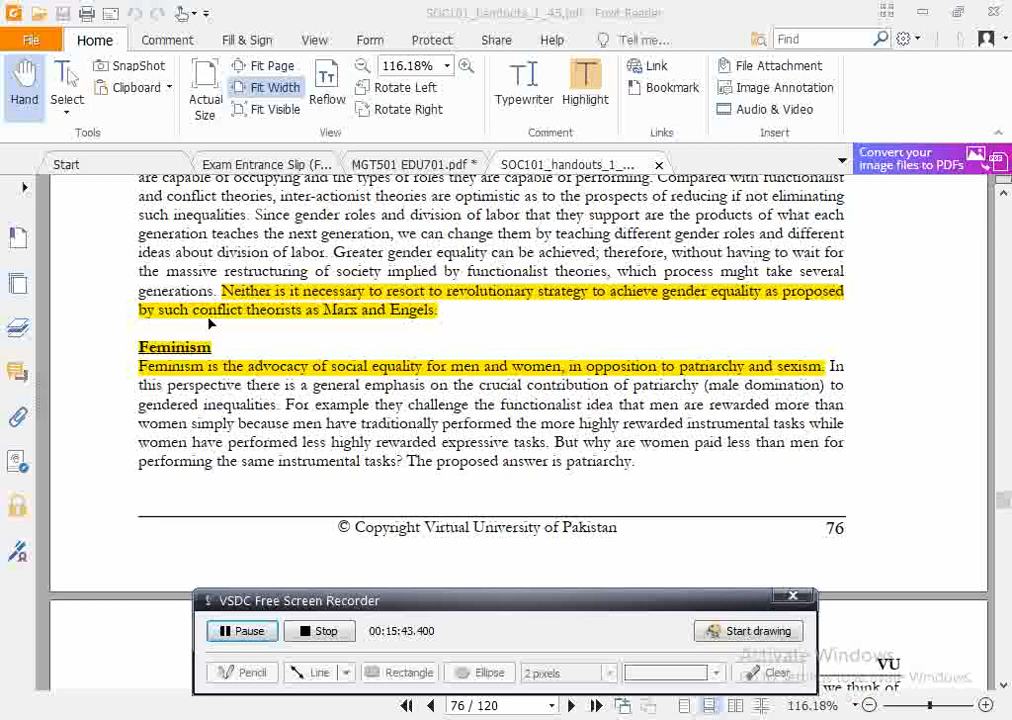 SOC101_handouts_1_45.pdf - Foxit Reader
File
Home
Comment
Fill & Sign
View
Form
Protect
Share
Help
Tell me...
Find
Hand
Select
SnapShot
Clipboard
Tools
Actual
Size
Fit Page
Fit Width
Fit Visible
Reflow
116.18%
Rotate Left
Rotate Right
View
Typewriter
Highlight
Comment
Link
Bookmark
Links
File Attachment
Image Annotation
Audio & Video
Insert
Start
Exam Entrance Slip (F...
MGT501 EDU701.pdf *
SOC101_handouts_1_...
Convert your
image files to PDFs
are capable of occupying and the types of roles they are capable of performing. Compared with functionalist
and conflict theories, inter-actionist theories are optimistic as to the prospects of reducing if not eliminating
such inequalities. Since gender roles and division of labor that they support are the products of what each
generation teaches the next generation, we can change them by teaching different gender roles and different
ideas about division of labor. Greater gender equality can be achieved; therefore, without having to wait for
the massive restructuring of society implied by functionalist theories, which process might take several
generations. Neither is it necessary to resort to revolutionary strategy to achieve gender equality as proposed
by such conflict theorists as Marx and Engels.
Feminism
Feminism is the advocacy of social equality for men and women, in opposition to patriarchy and sexism. In
this perspective there is a general emphasis on the crucial contribution of patriarchy (male domination) to
gendered inequalities. For example they challenge the functionalist idea that men are rewarded more than
women simply because men have traditionally performed the more highly rewarded instrumental tasks while
women have performed less highly rewarded expressive tasks. But why are women paid less than men for
performing the same instrumental tasks? The proposed answer is patriarchy.
© Copyright Virtual University of Pakistan
76
VSDC Free Screen Recorder
Pause
Stop
00:15:43.400
Start drawing
Pencil
Line
Rectangle
Ellipse
2 pixels
Clear
Activate Windows
Go to Settings to activate Windows.
VU
we think of
76 / 120
116.18%